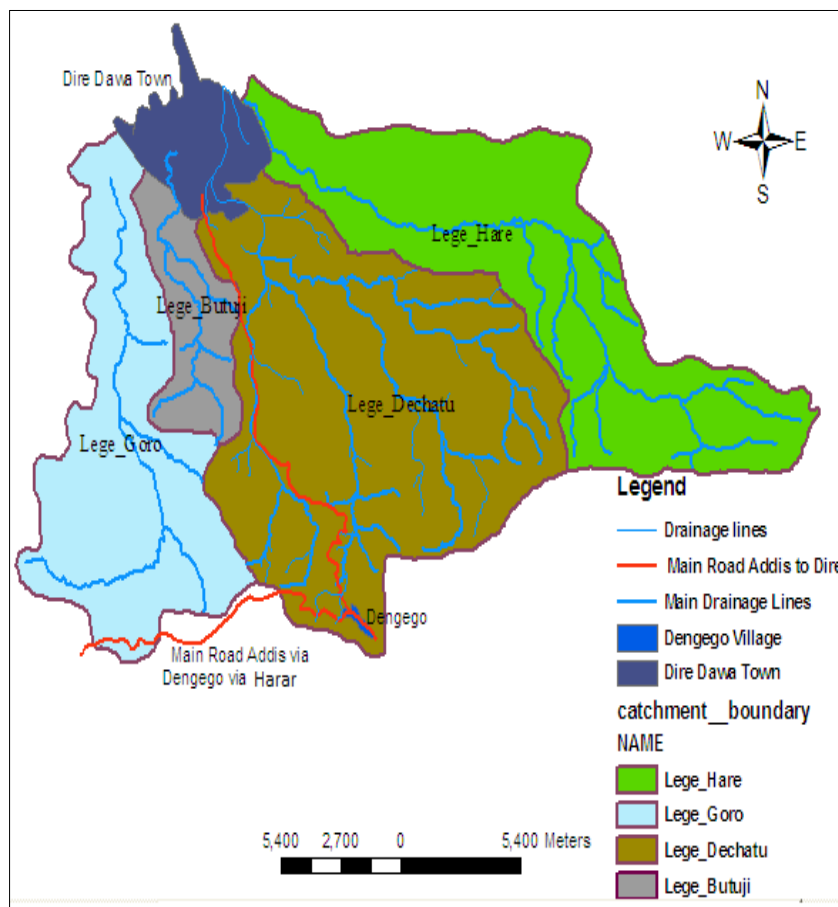 Dire Dawa Town
N
W E
S
Lege_Hare
Lege_Butuji
Lege_Dechatu
Lege_Goro
Dengego
Main Road Addis via
Dengego via Harar
Legend
Drainage lines
Main Road Addis to Dire
Main Drainage Lines
Dengego Village
Dire Dawa Town
catchment__boundary
NAME
Lege_Hare
Lege_Goro
Lege_Dechatu
Lege_Butuji
5,400 2,700 0 5,400 Meters